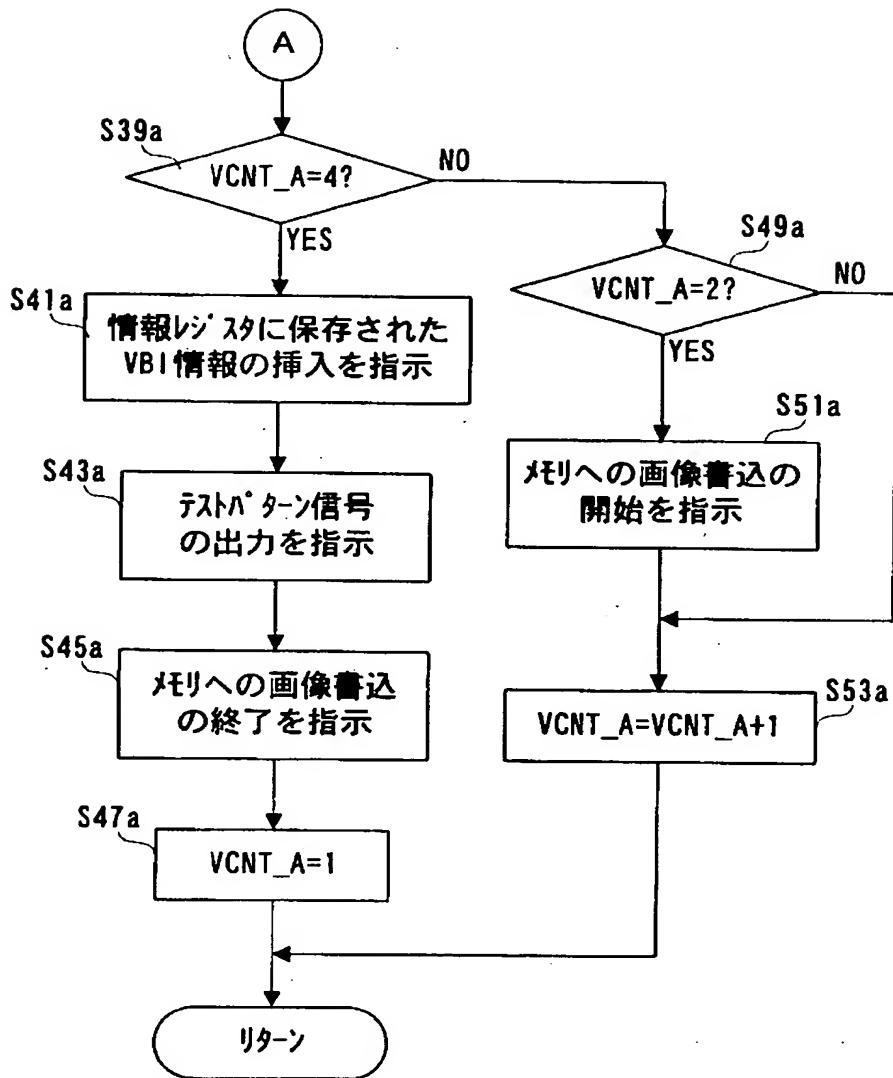 A
S39a
VCNT_A=4?
NO
YES
S49a
VCNT_A=2?
NO
YES
S41a
情報ﾚｼﾞｽﾀに保存された
VBI情報の挿入を指示
S51a
ﾒﾓﾘへの画像書込の
開始を指示
S43a
ﾃｽﾄﾊﾟﾀｰﾝ信号
の出力を指示
S45a
ﾒﾓﾘへの画像書込
の終了を指示
S53a
VCNT_A=VCNT_A+1
S47a
VCNT_A=1
ﾘﾀｰﾝ